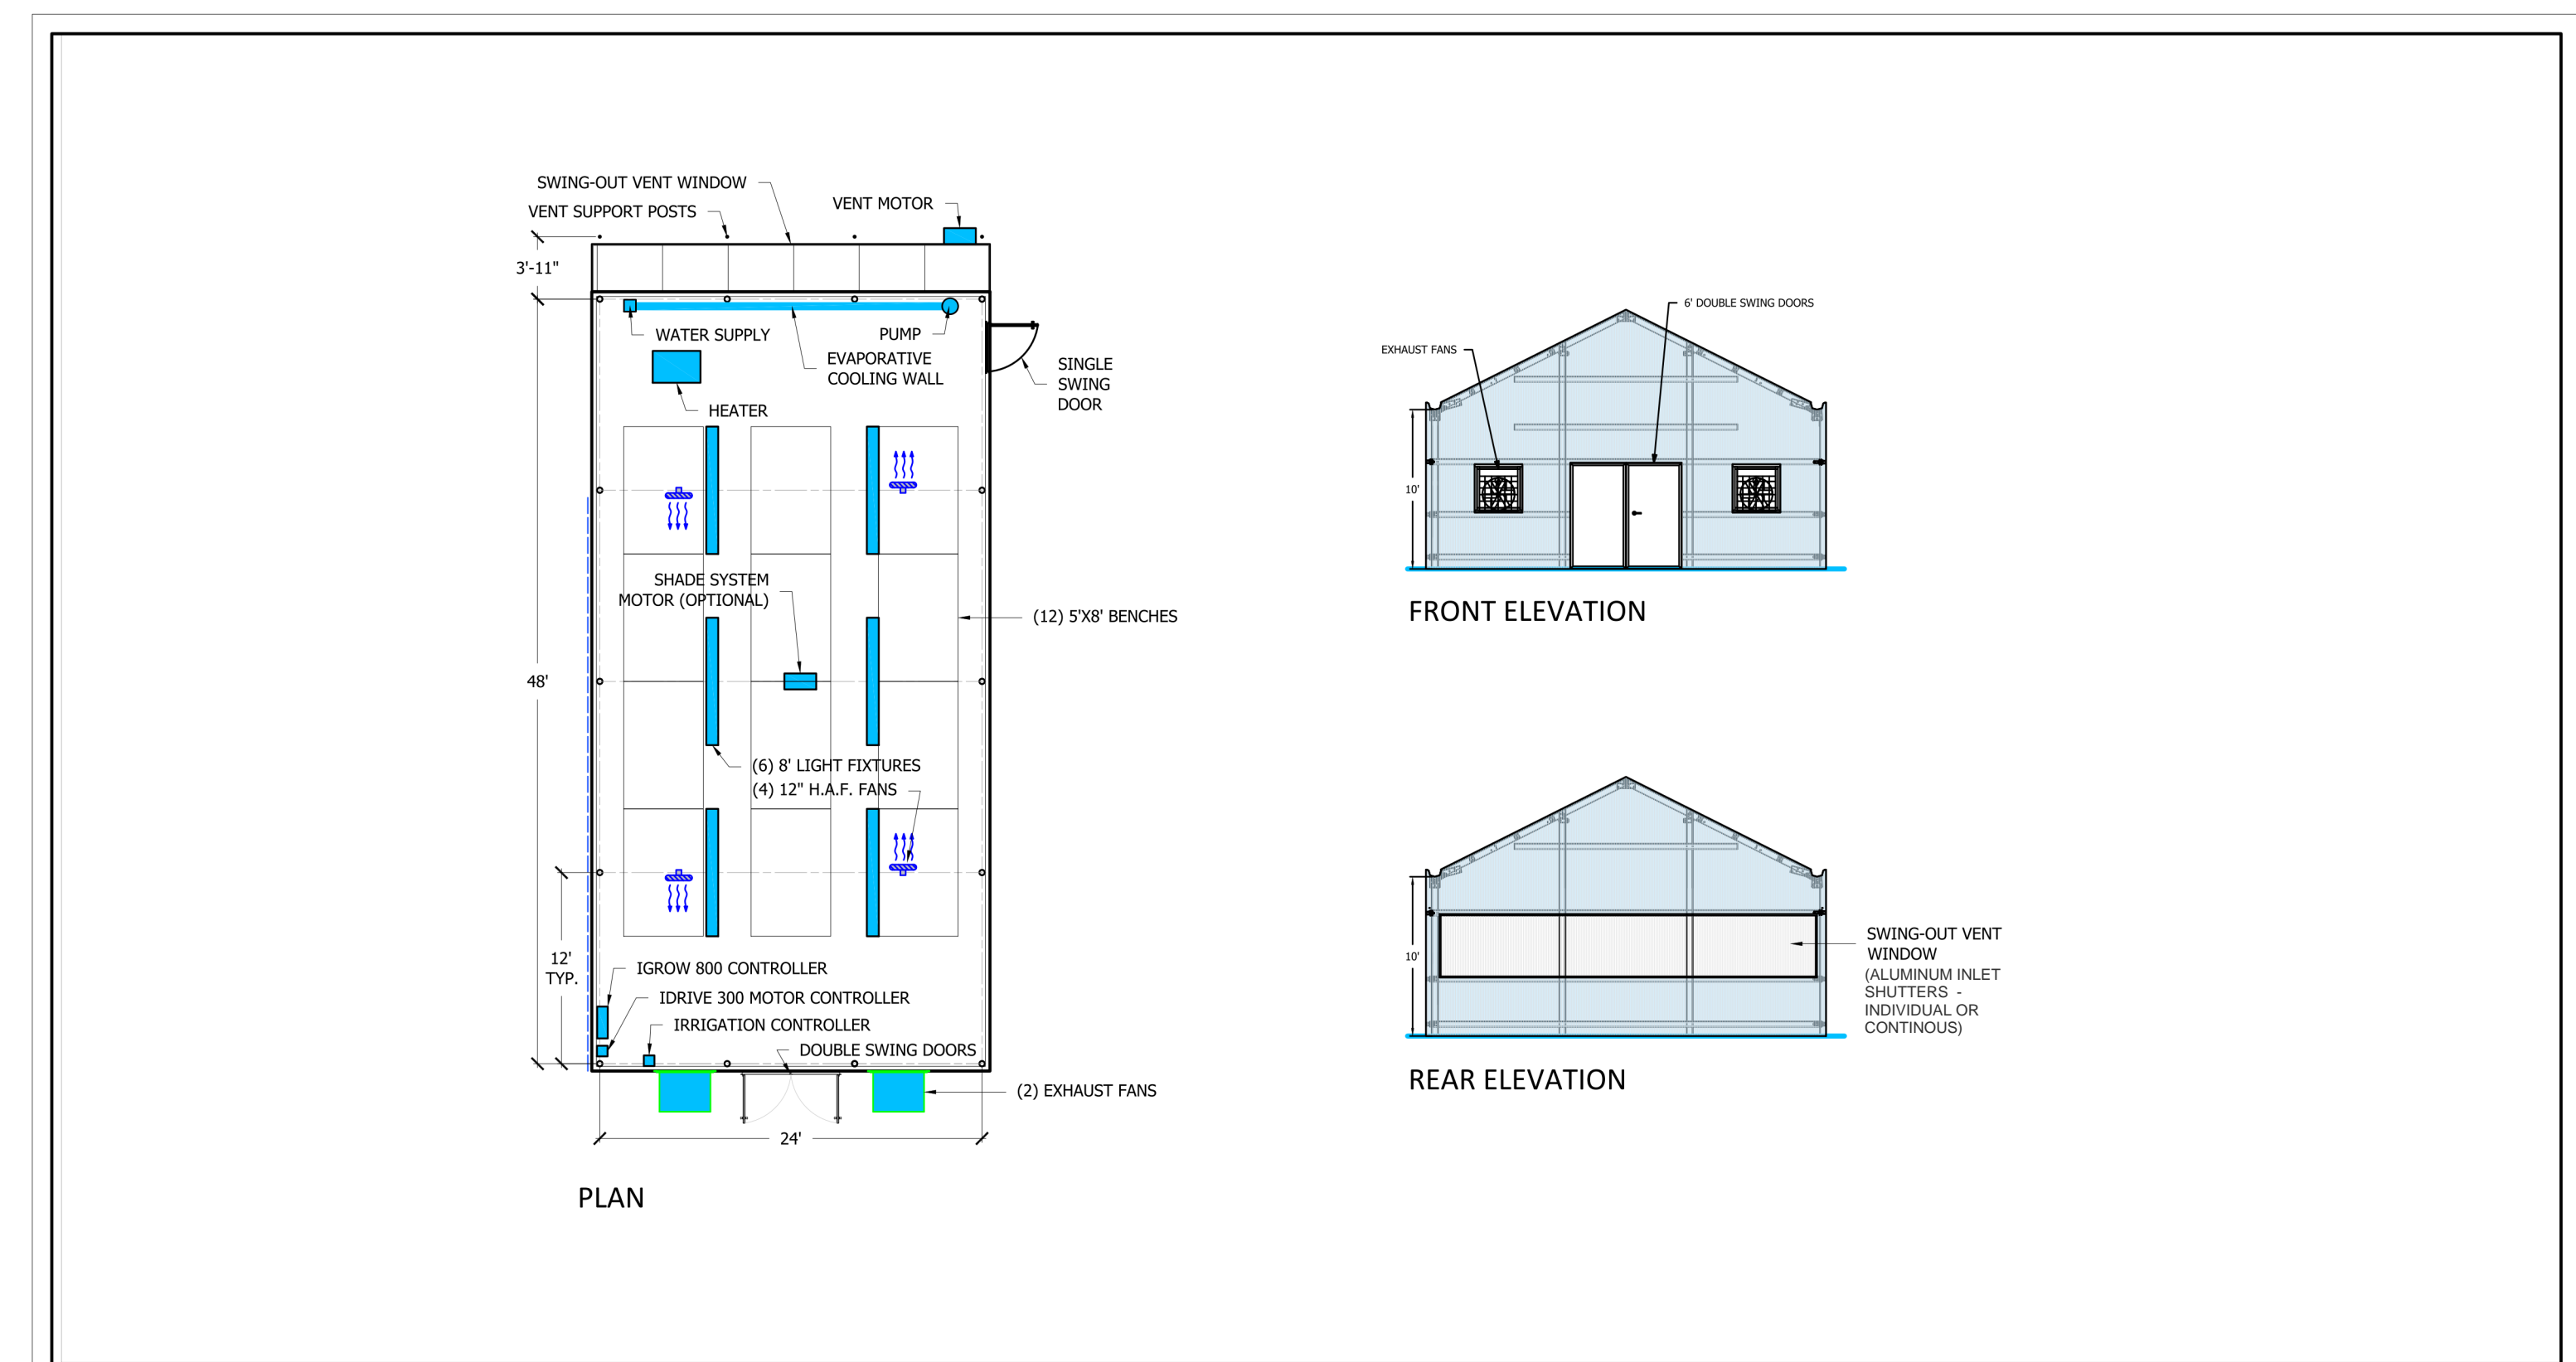 SWING-OUT VENT WINDOW
VENT SUPPORT POSTS
VENT MOTOR
3'-11"
WATER SUPPLY
PUMP
EVAPORATIVE
COOLING WALL
SINGLE
SWING
DOOR
HEATER
SHADE SYSTEM
MOTOR (OPTIONAL)
(12) 5'X8' BENCHES
48'
(6) 8' LIGHT FIXTURES
(4) 12" H.A.F. FANS
12'
TYP.
IGROW 800 CONTROLLER
IDRIVE 300 MOTOR CONTROLLER
IRRIGATION CONTROLLER
DOUBLE SWING DOORS
(2) EXHAUST FANS
24'
PLAN
6' DOUBLE SWING DOORS
EXHAUST FANS
10'
FRONT ELEVATION
10'
SWING-OUT VENT
WINDOW
(ALUMINUM INLET
SHUTTERS -
INDIVIDUAL OR
CONTINOUS)
REAR ELEVATION